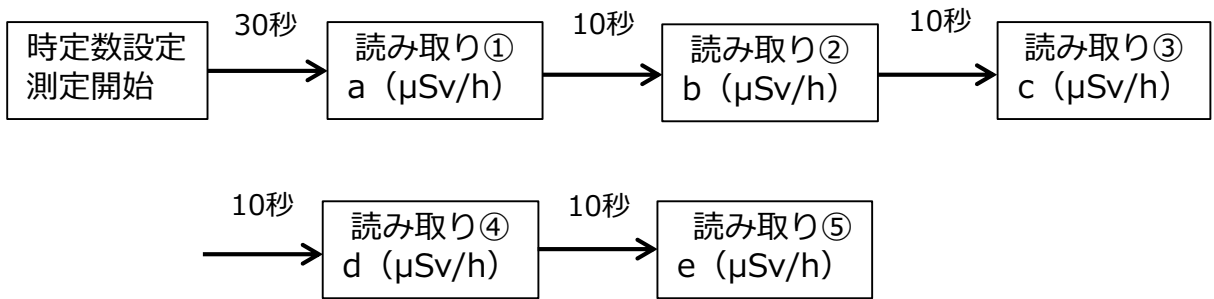 時定数設定
測定開始
30秒
読み取り①
a（μSv/h）
10秒
読み取り②
b（μSv/h）
10秒
読み取り③
c（μSv/h）
10秒
読み取り④
d（μSv/h）
10秒
読み取り⑤
e（μSv/h）